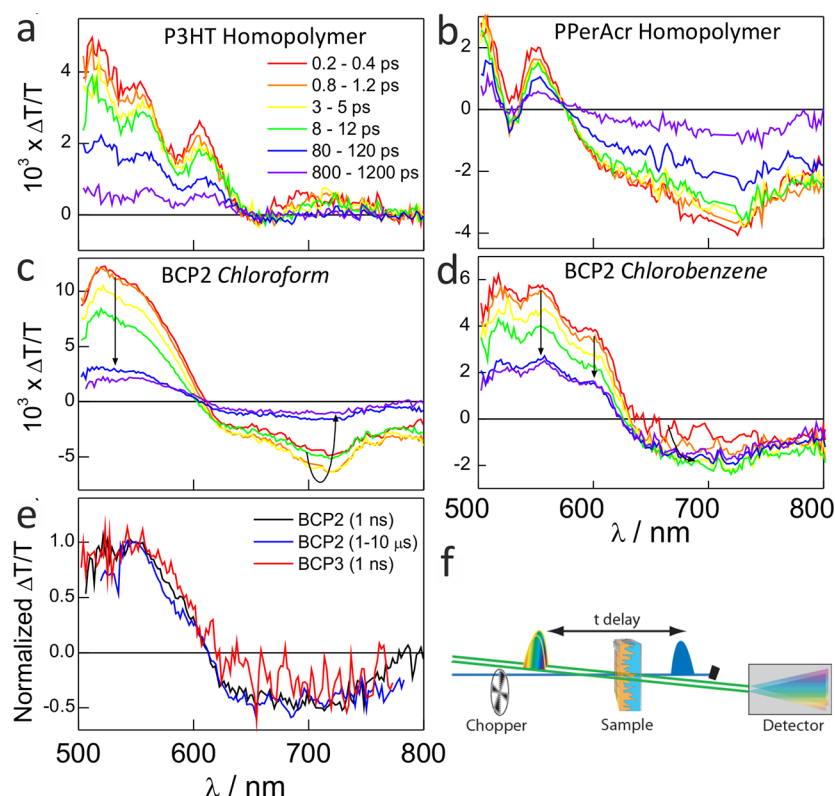 a
P3HT Homopolymer
0.2 - 0.4 ps
0.8 - 1.2 ps
3 - 5 ps
8 - 12 ps
80 - 120 ps
800 - 1200 ps
10³ x ΔT/T
4
2
0
b
PPerAcr Homopolymer
2
0
-2
-4
c
BCP2 Chloroform
10³ x ΔT/T
10
5
0
-5
d
BCP2 Chlorobenzene
6
4
2
0
-2
500
600
700
800
λ / nm
e
BCP2 (1 ns)
BCP2 (1-10 μs)
BCP3 (1 ns)
Normalized ΔT/T
1.0
0.5
0.0
-0.5
500
600
700
800
λ / nm
f
t delay
Chopper
Sample
Detector